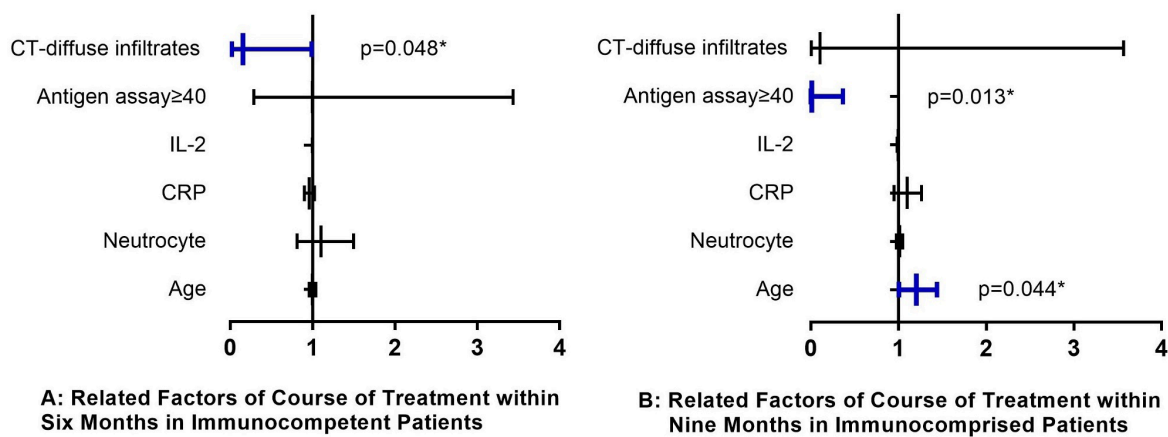 CT-diffuse infiltrates
p=0.048*
Antigen assay≥40
IL-2
CRP
Neutrocyte
Age
0 1 2 3 4
A: Related Factors of Course of Treatment within
Six Months in Immunocompetent Patients
CT-diffuse infiltrates
Antigen assay≥40
p=0.013*
IL-2
CRP
Neutrocyte
Age
p=0.044*
0 1 2 3 4
B: Related Factors of Course of Treatment within
Nine Months in Immunocomprised Patients